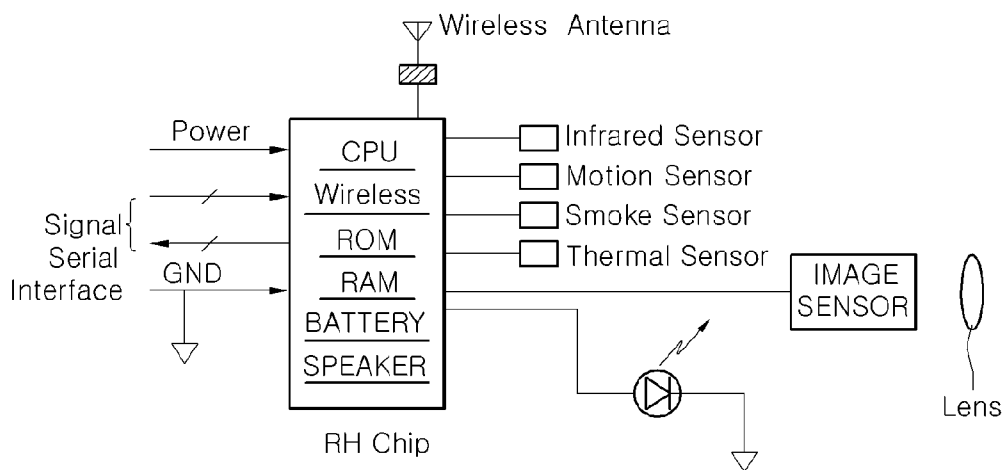 Wireless Antenna
Power
Signal
Serial
Interface
GND
CPU
Wireless
ROM
RAM
BATTERY
SPEAKER
RH Chip
Infrared Sensor
Motion Sensor
Smoke Sensor
Thermal Sensor
IMAGE
SENSOR
Lens